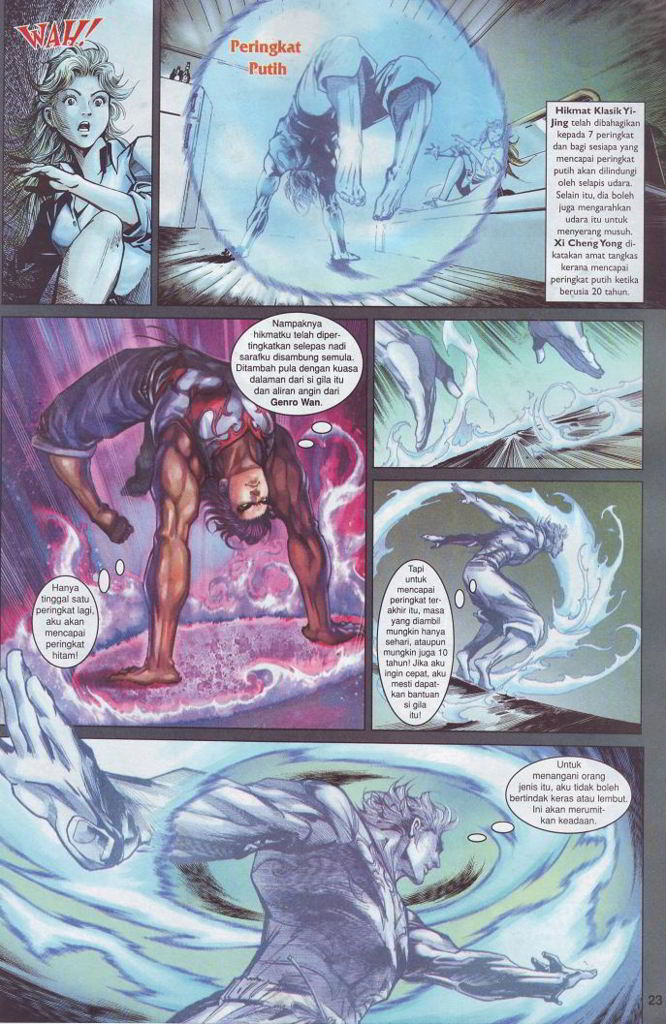 WAH!
Peringkat
Putih
Hikmat Klasik Yi-
Jing telah dibahagikan
kepada 7 peringkat
dan bagi sesiapa yang
mencapai peringkat
putih akan dilindungi
oleh selapis udara.
Selain itu, dia boleh
juga mengarahkan
udara itu untuk
menyerang musuh.
Xi Cheng Yong di-
katakan amat tangkas
kerana mencapai
peringkat putih ketika
berusia 20 tahun.
Nampaknya
hikmatku telah diper-
tingkatkan selepas nadi
sarafku disambung semula.
Ditambah pula dengan kuasa
dalaman dari si gila itu
dan aliran angin dari
Genro Wan.
Hanya
tinggal satu
peringkat lagi,
aku akan
mencapai
peringkat
hitam!
Tapi
untuk
mencapai
peringkat ter-
akhir itu, masa
yang diambil
mungkin hanya
sehari, ataupun
mungkin juga 10
tahun! Jika aku
ingin cepat, aku
mesti dapat-
kan bantuan
si gila
itu!
Untuk
menangani orang
jenis itu, aku tidak boleh
bertindak keras atau lembut.
Ini akan merumit-
kan keadaan.
23